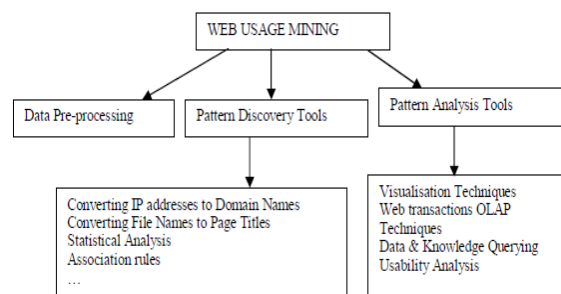 WEB USAGE MINING
Data Pre-processing
Pattern Discovery Tools
Pattern Analysis Tools
Converting IP addresses to Domain Names
Converting File Names to Page Titles
Statistical Analysis
Association rules
…
Visualisation Techniques
Web transactions OLAP
Techniques
Data & Knowledge Querying
Usability Analysis